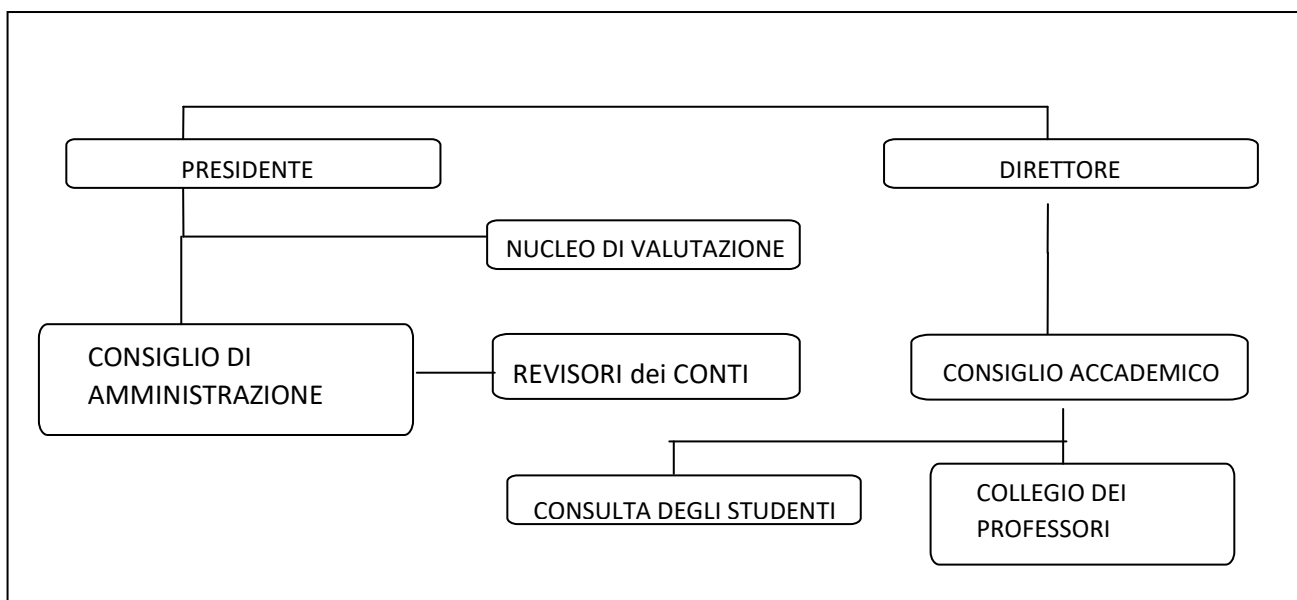 PRESIDENTE
DIRETTORE
NUCLEO DI VALUTAZIONE
CONSIGLIO DI
AMMINISTRAZIONE
REVISORI dei CONTI
CONSIGLIO ACCADEMICO
CONSULTA DEGLI STUDENTI
COLLEGIO DEI
PROFESSORI